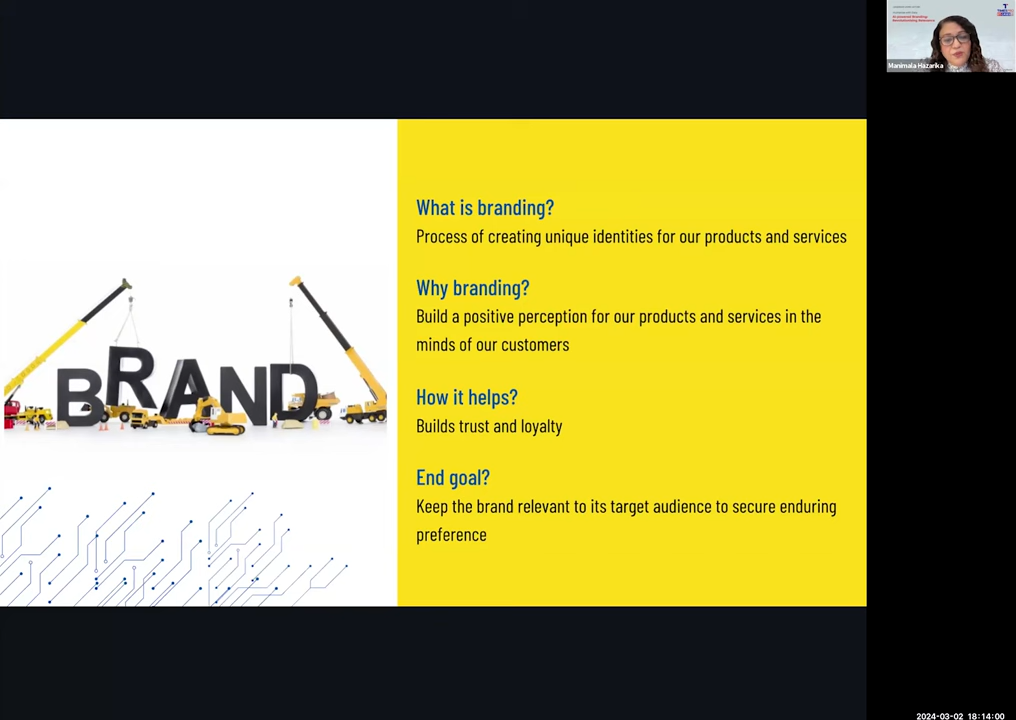 What is branding?
Process of creating unique identities for our products and services
Why branding?
Build a positive perception for our products and services in the
minds of our customers
How it helps?
Builds trust and loyalty
End goal?
Keep the brand relevant to its target audience to secure enduring
preference
BRAND
Manimala Hazarika
2024-03-02 18:14:00